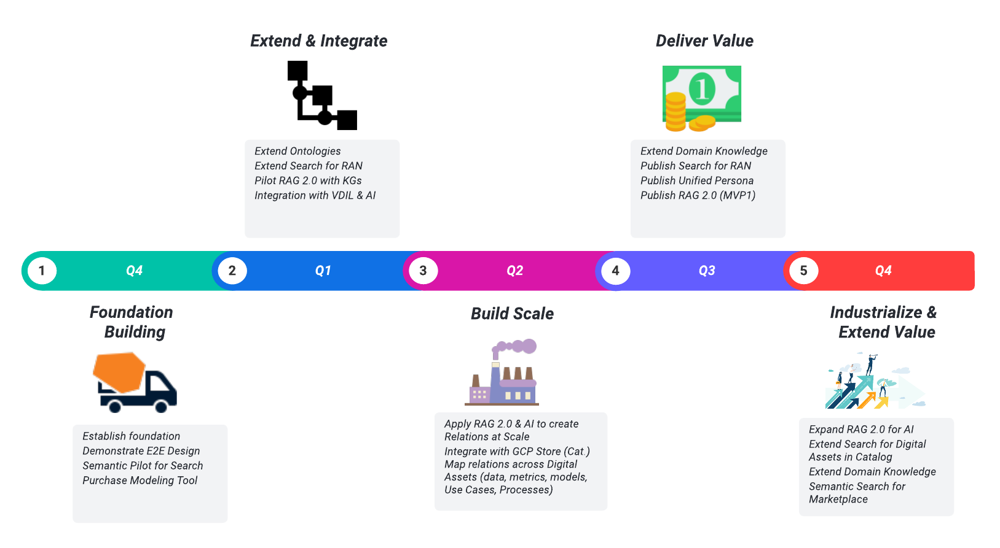 Extend & Integrate
Deliver Value
1
Extend Ontologies
Extend Search for RAN
Pilot RAG 2.0 with KGs
Integration with VDIL & AI
Extend Domain Knowledge
Publish Search for RAN
Publish Unified Persona
Publish RAG 2.0 (MVP1)
1
Q4
2
Q1
3
Q2
4
Q3
5
Q4
Foundation
Building
Build Scale
Industrialize &
Extend Value
Establish foundation
Demonstrate E2E Design
Semantic Pilot for Search
Purchase Modeling Tool
Apply RAG 2.0 & AI to create
Relations at Scale
Integrate with GCP Store (Cat.)
Map relations across Digital
Assets (data, metrics, models,
Use Cases, Processes)
Expand RAG 2.0 for AI
Extend Search for Digital
Assets in Catalog
Extend Domain Knowledge
Semantic Search for
Marketplace